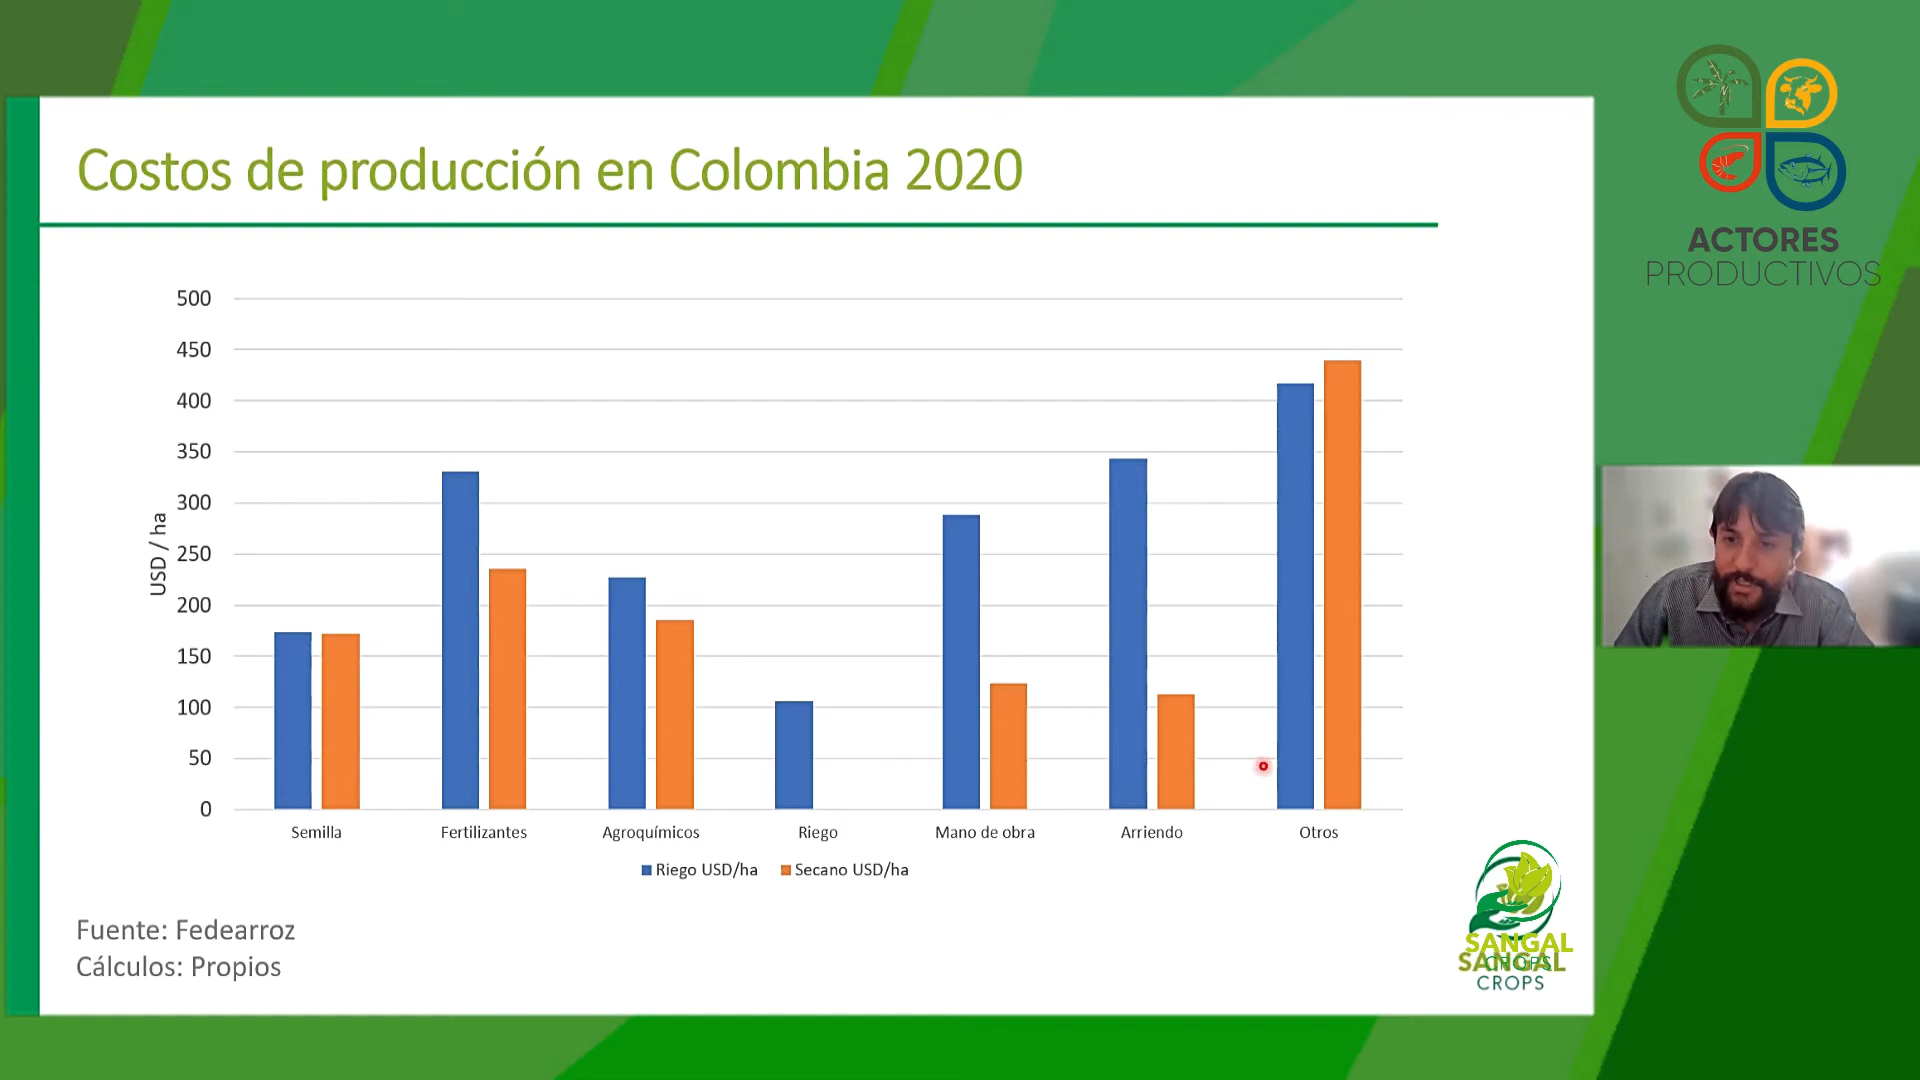 Costos de producción en Colombia 2020
ACTORES
PRODUCTIVOS
500
450
400
350
300
250
200
150
100
50
0
USD / ha
Semilla Fertilizantes Agroquímicos Riego Mano de obra Arriendo Otros
Riego USD/ha Secano USD/ha
Fuente: Fedearroz
Cálculos: Propios
SANGAL
CROPS
SANGAL
CROPS